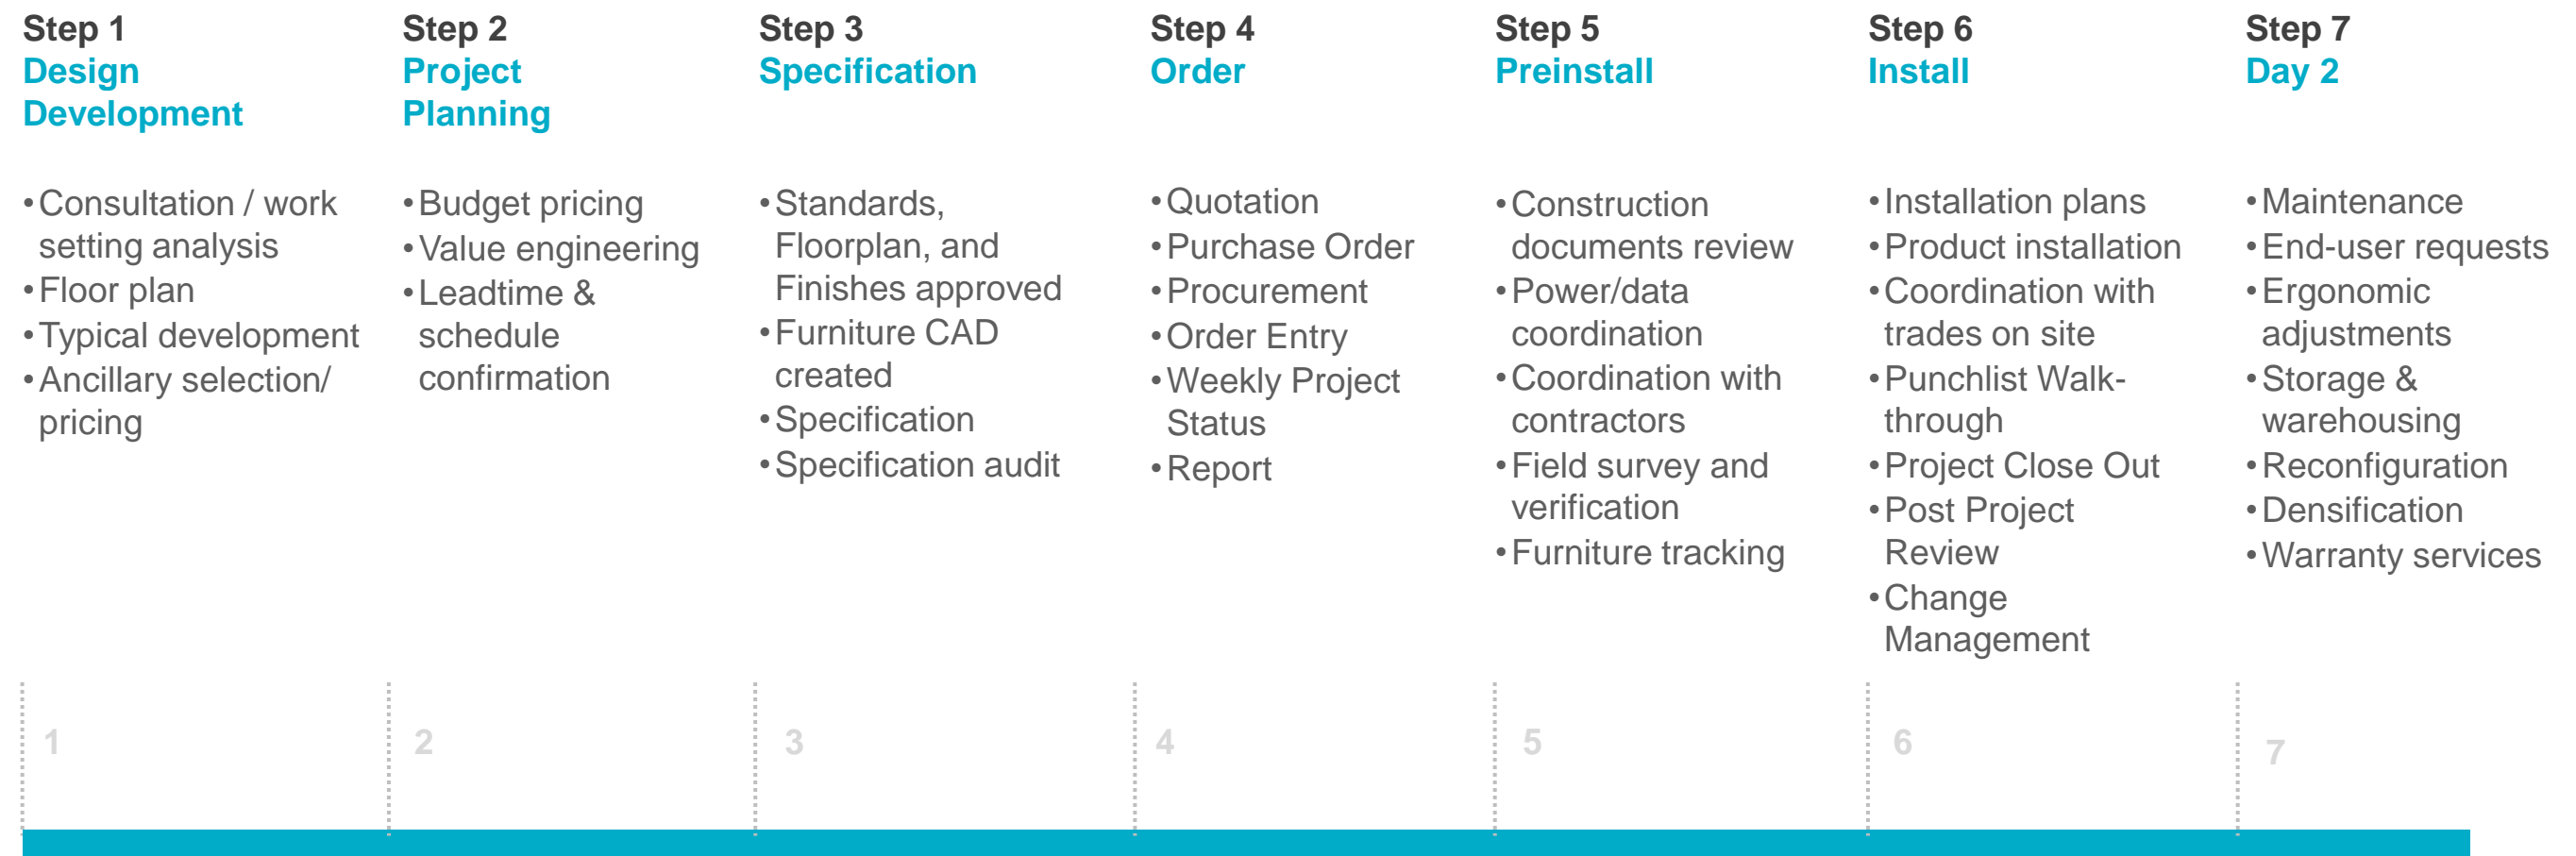 Step 1
Design
Development
• Consultation / work
setting analysis
• Floor plan
• Typical development
• Ancillary selection/
pricing
Step 2
Project
Planning
• Budget pricing
• Value engineering
• Leadtime &
schedule
confirmation
Step 3
Specification
• Standards,
Floorplan, and
Finishes approved
• Furniture CAD
created
• Specification
• Specification audit
Step 4
Order
• Quotation
• Purchase Order
• Procurement
• Order Entry
• Weekly Project
Status
• Report
Step 5
Preinstall
• Construction
documents review
• Power/data
coordination
• Coordination with
contractors
• Field survey and
verification
• Furniture tracking
Step 6
Install
• Installation plans
• Product installation
• Coordination with
trades on site
• Punchlist Walk-
through
• Project Close Out
• Post Project
Review
• Change
Management
Step 7
Day 2
• Maintenance
• End-user requests
• Ergonomic
adjustments
• Storage &
warehousing
• Reconfiguration
• Densification
• Warranty services
1
2
3
4
5
6
7